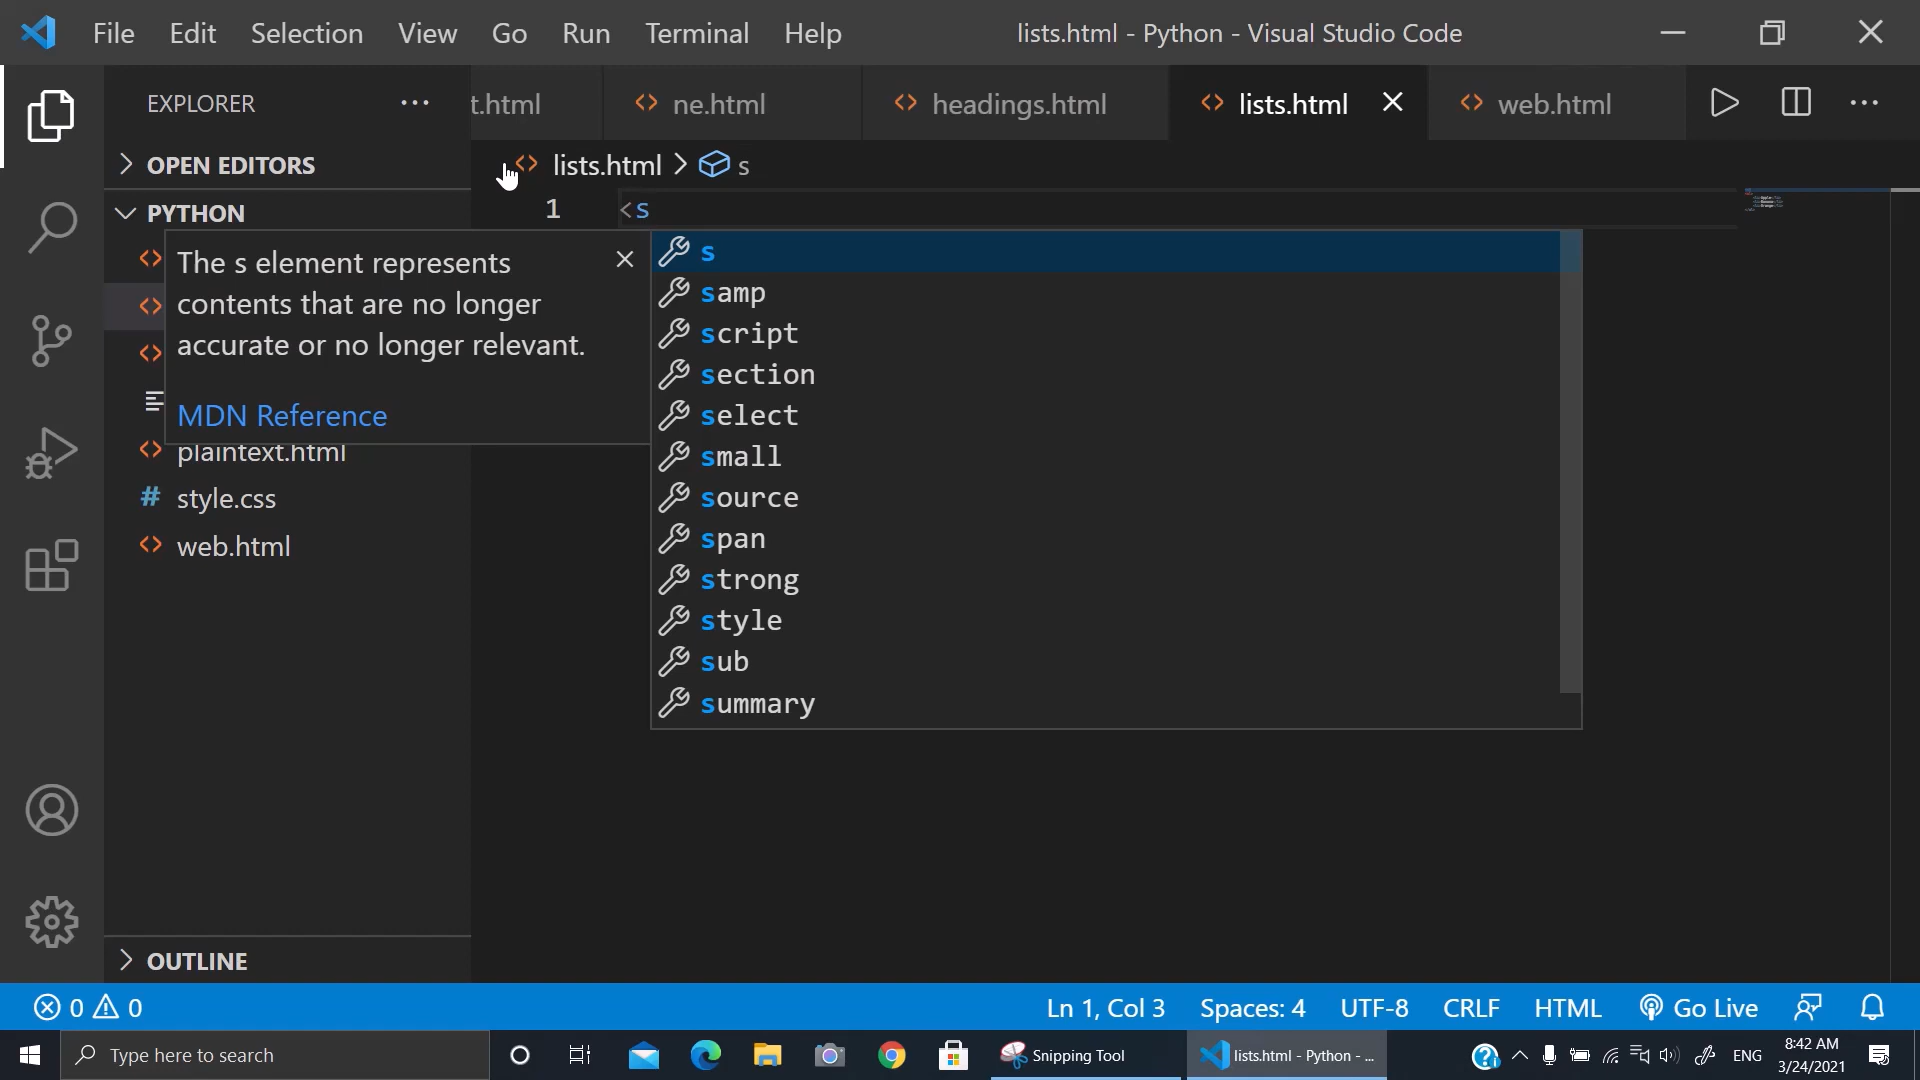 File Edit Selection View Go Run Terminal Help lists.html - Python - Visual Studio Code
EXPLORER ··· t.html ne.html headings.html lists.html web.html ···
OPEN EDITORS
lists.html > s
PYTHON
1 <s
The s element represents
contents that are no longer
accurate or no longer relevant.
MDN Reference
s
samp
script
section
select
small
source
span
strong
style
sub
summary
plaintext.html
style.css
web.html
OUTLINE
0 0 Ln 1, Col 3 Spaces: 4 UTF-8 CRLF HTML Go Live
Type here to search Snipping Tool lists.html - Python - ... ENG 8:42 AM
3/24/2021